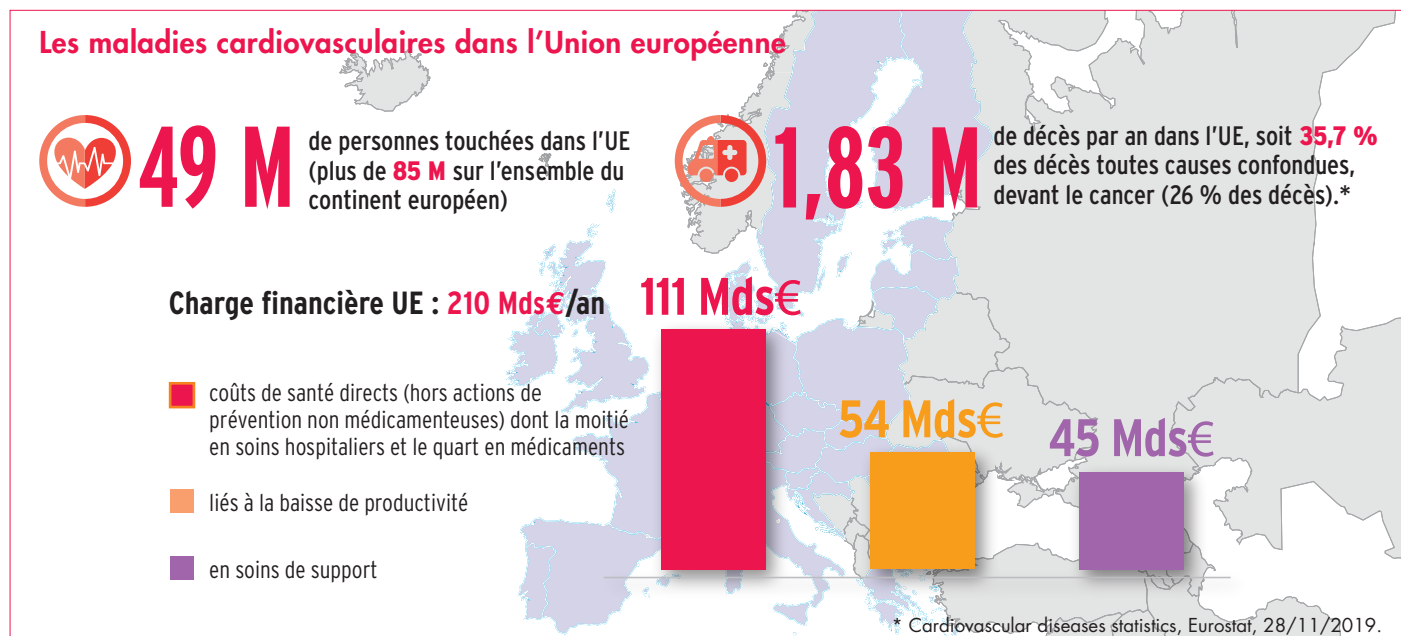 Les maladies cardiovasculaires dans l'Union européenne
49 M
de personnes touchées dans l'UE
(plus de 85 M sur l'ensemble du
continent européen)
1,83 M
de décès par an dans l'UE, soit 35,7 %
des décès toutes causes confondues,
devant le cancer (26 % des décès).*
Charge financière UE : 210 Mds€/an
111 Mds€
54 Mds€
45 Mds€
coûts de santé directs (hors actions de
prévention non médicamenteuses) dont la moitié
en soins hospitaliers et le quart en médicaments
liés à la baisse de productivité
en soins de support
* Cardiovascular diseases statistics, Eurostat, 28/11/2019.